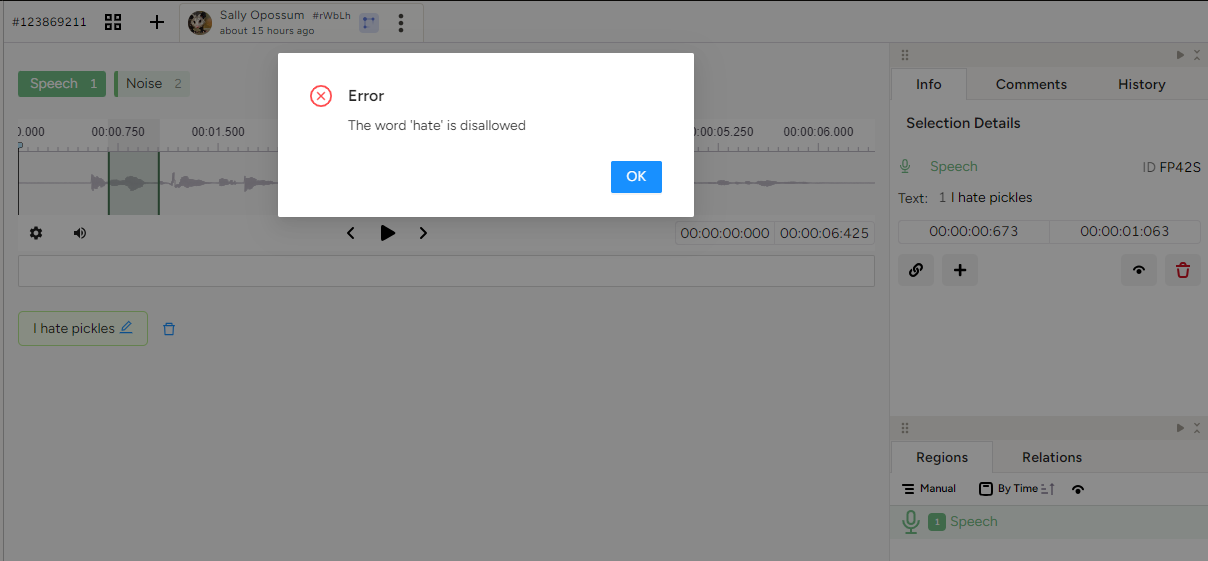 #123869211
Sally Opossum #rWbLh
about 15 hours ago
Speech 1 Noise 2
0.000 00:00.750 00:01.500 0:05.250 00:06.000
Error
The word 'hate' is disallowed
OK
00:00:00:000 00:00:06:425
I hate pickles
Info Comments History
Selection Details
Speech ID FP42S
Text: 1 I hate pickles
00:00:00:673 00:00:01:063
Regions Relations
Manual By Time
1 Speech